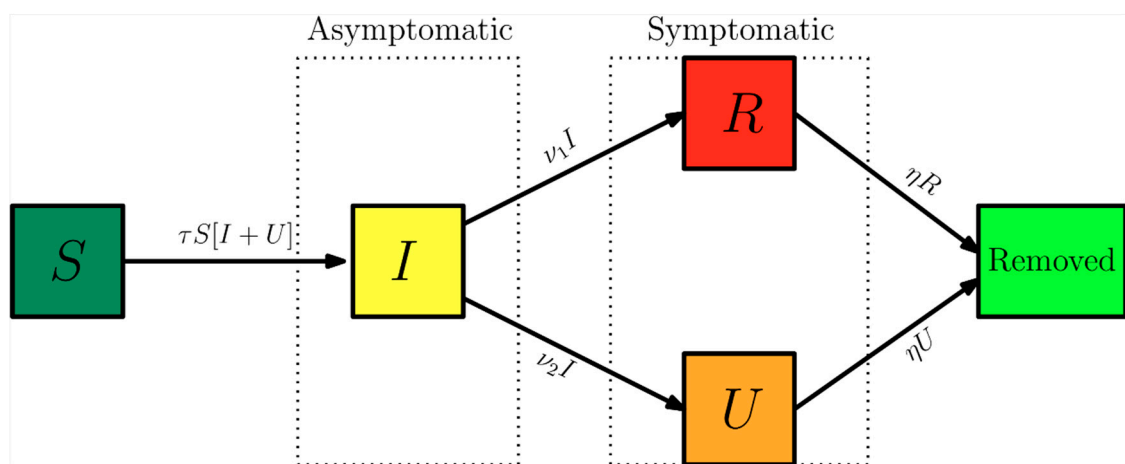 Asymptomatic
Symptomatic
S
τS[I + U]
I
ν₁I
ν₂I
R
U
ηR
ηU
Removed